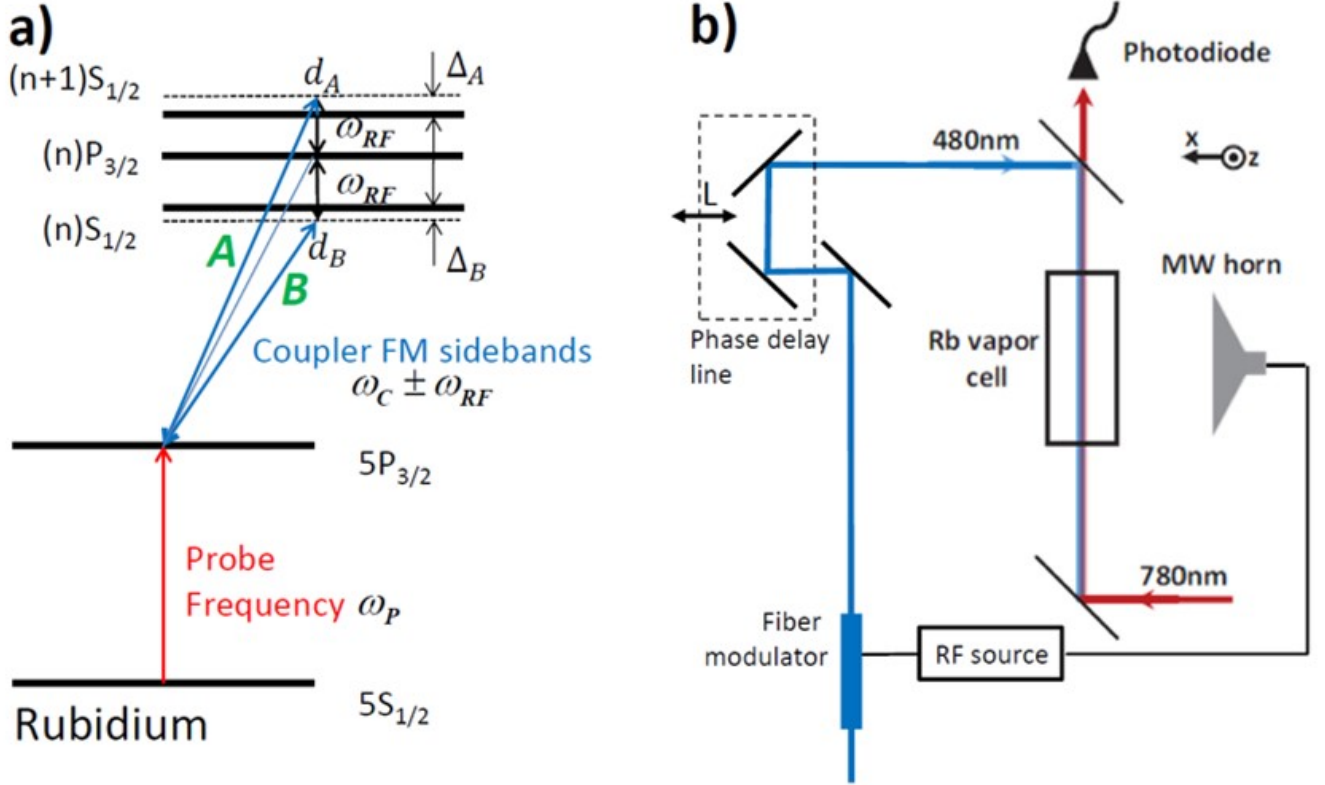 a)
(n+1)S1/2
dA
ΔA
ωRF
(n)P3/2
ωRF
(n)S1/2
dB
ΔB
A
B
Coupler FM sidebands
ωC ± ωRF
5P3/2
Probe
Frequency ωP
5S1/2
Rubidium
b)
Photodiode
480nm
x
z
L
MW horn
Phase delay
line
Rb vapor
cell
780nm
Fiber
modulator
RF source